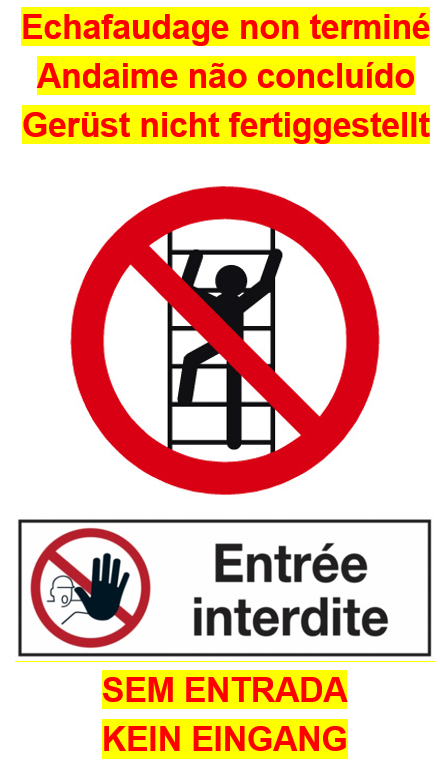 Echafaudage non terminé
Andaime não concluído
Gerüst nicht fertiggestellt
Entrée
interdite
SEM ENTRADA
KEIN EINGANG